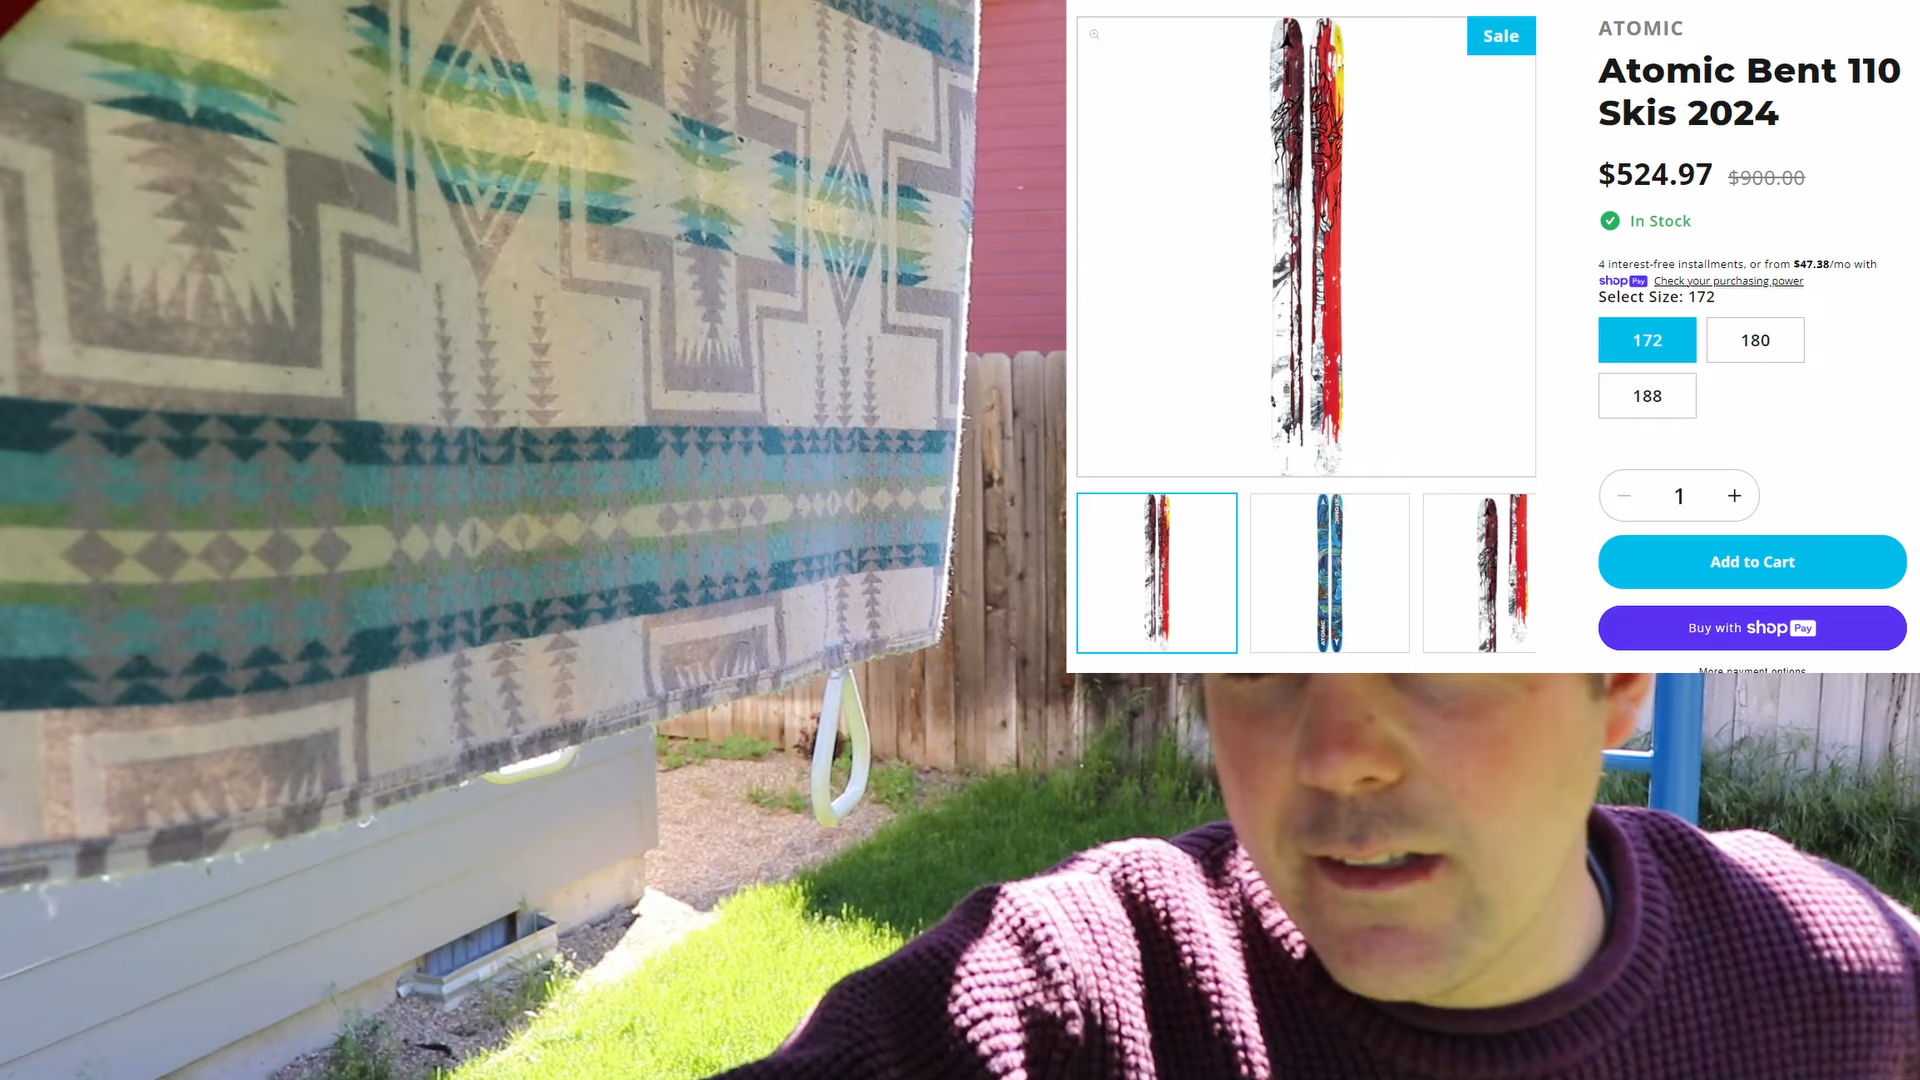 Sale
ATOMIC
Atomic Bent 110
Skis 2024
$524.97 $900.00
In Stock
4 interest-free installments, or from $47.38/mo with
shop Pay Check your purchasing power
Select Size: 172
172 180
188
1
Add to Cart
Buy with shop Pay
More payment options